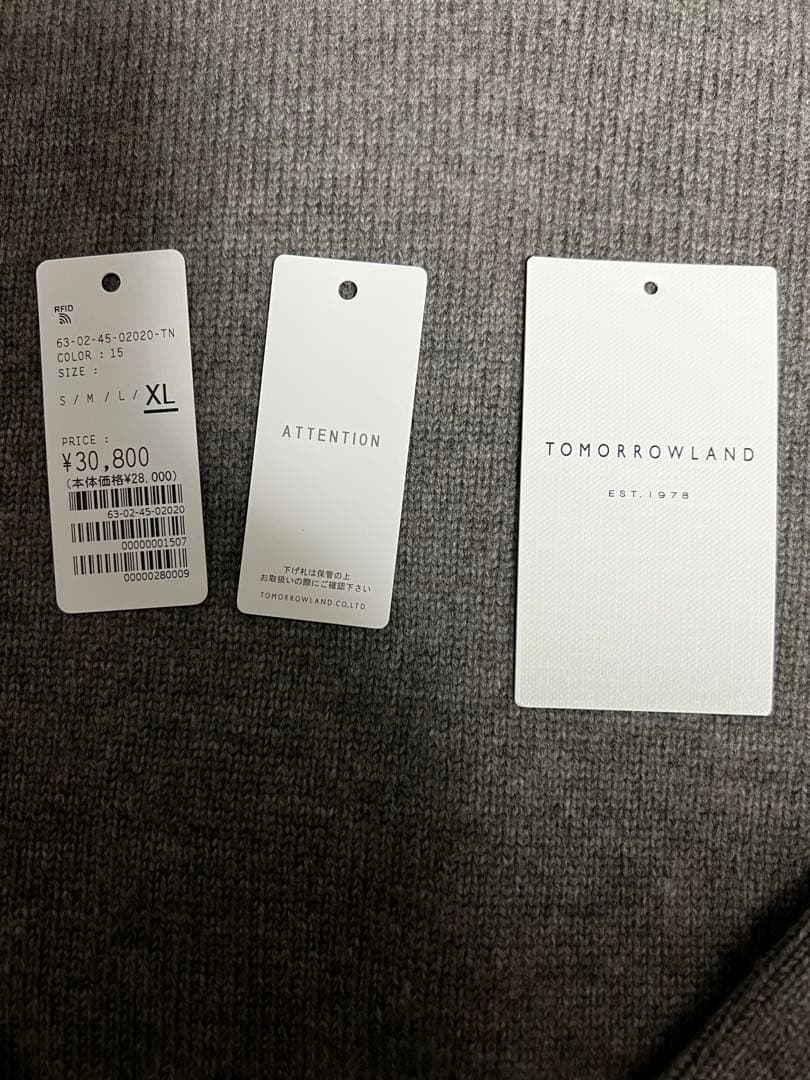 RFID
63-02-45-02020-TN
COLOR : 15
SIZE :
S / M / L / XL
PRICE :
¥30,800
(本体価格¥28,000)
63-02-45-02020
00000001507
00000280009
ATTENTION
下げ札は保管の上
お取扱いの際にご確認下さい
TOMORROWLAND CO.,LTD.
TOMORROWLAND
EST. 1978